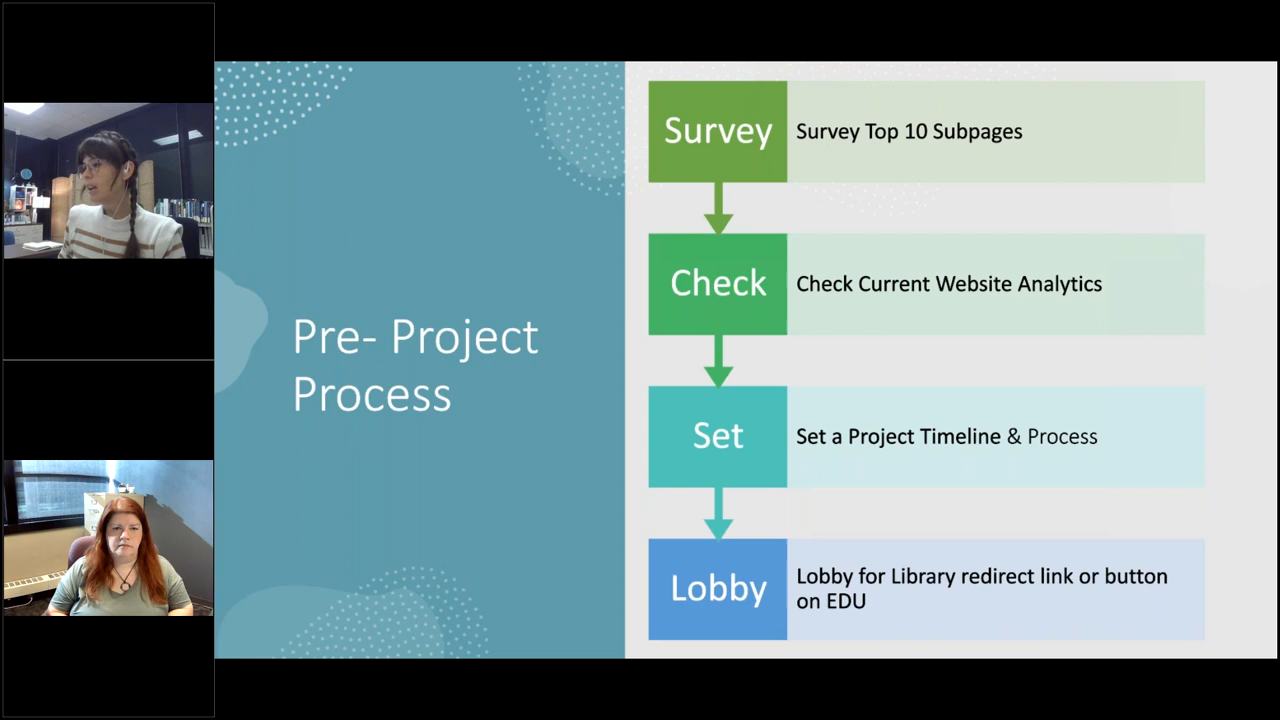 Pre- Project
Process
Survey
Survey Top 10 Subpages
Check
Check Current Website Analytics
Set
Set a Project Timeline & Process
Lobby
Lobby for Library redirect link or button
on EDU